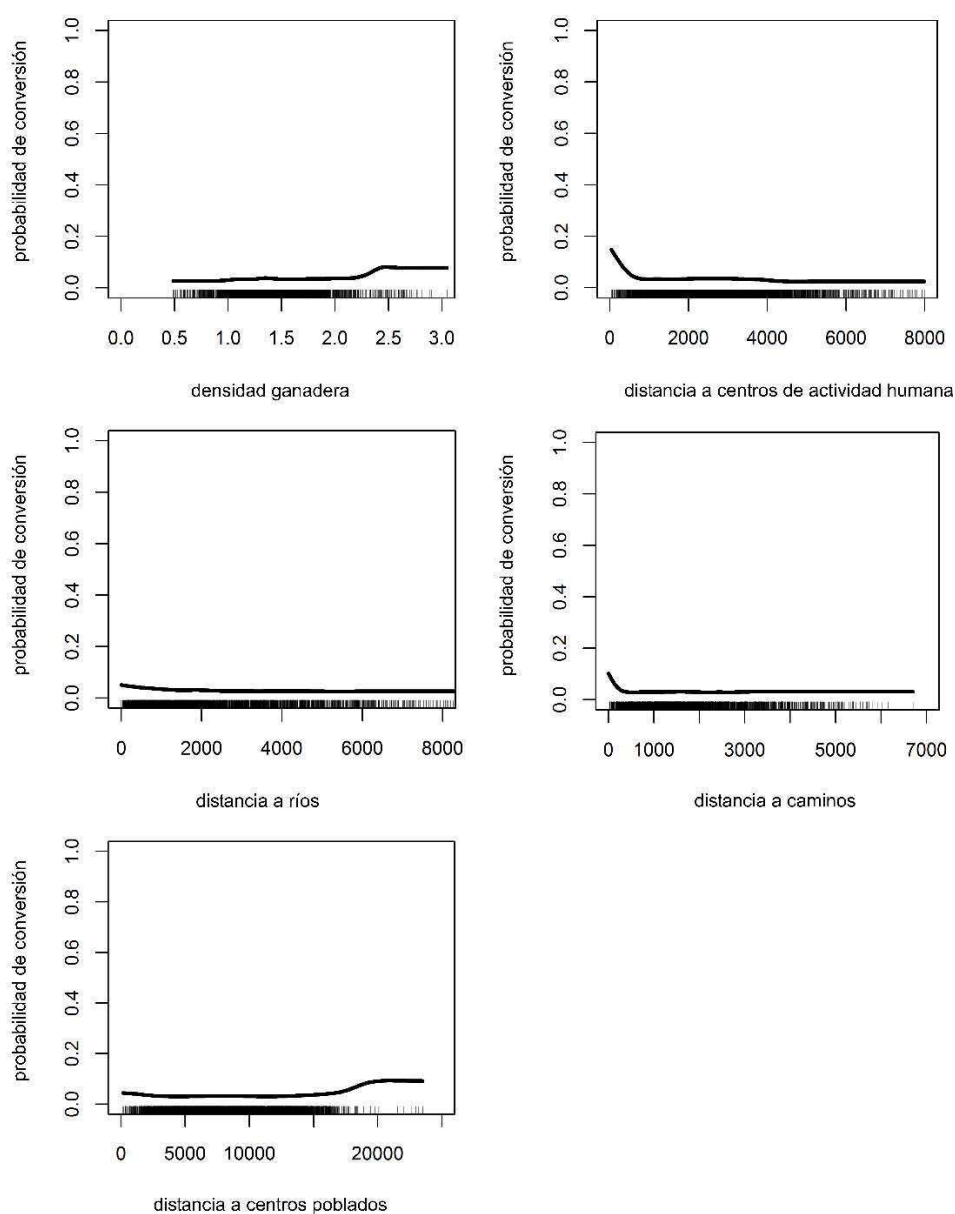 probabilidad de conversión
1.0
0.8
0.6
0.4
0.2
0.0
0.0 0.5 1.0 1.5 2.0 2.5 3.0
densidad ganadera
probabilidad de conversión
1.0
0.8
0.6
0.4
0.2
0.0
0 2000 4000 6000 8000
distancia a centros de actividad humana
probabilidad de conversión
1.0
0.8
0.6
0.4
0.2
0.0
0 2000 4000 6000 8000
distancia a ríos
probabilidad de conversión
1.0
0.8
0.6
0.4
0.2
0.0
0 1000 3000 5000 7000
distancia a caminos
probabilidad de conversión
1.0
0.8
0.6
0.4
0.2
0.0
0 5000 10000 20000
distancia a centros poblados